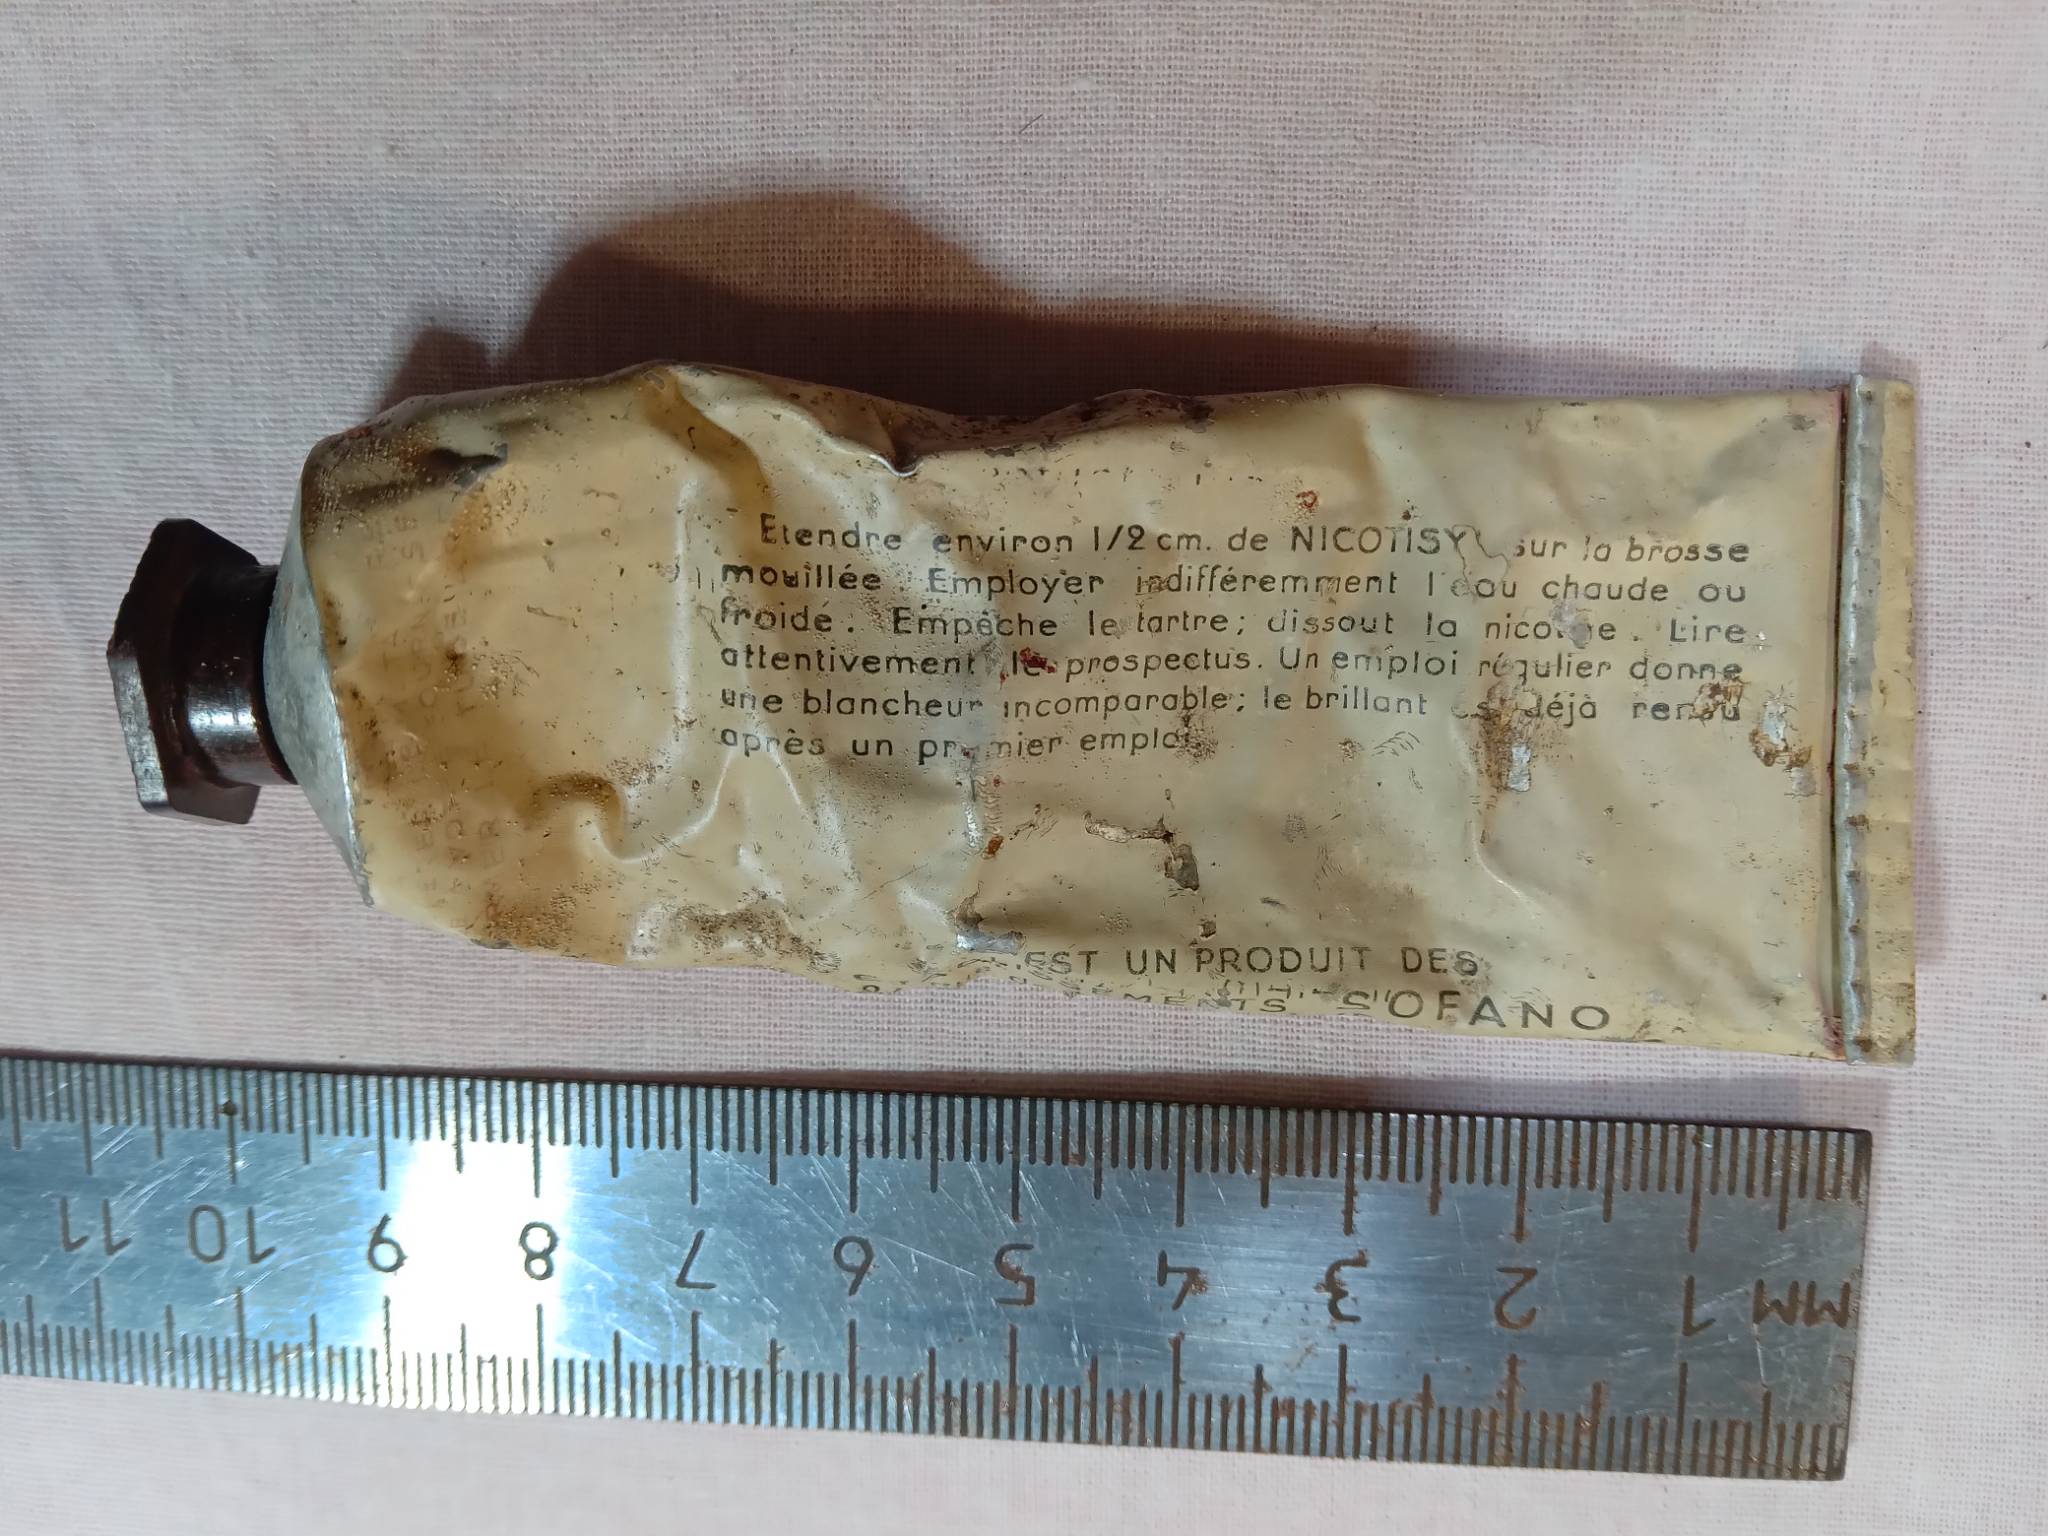 Etendre environ 1/2 cm. de sur la brosse
mouillée. Employer indifféremment l'eau chaude ou
froide. Empêche le tartre; dissout la nicotine. Lire
attentivement le prospectus. Un emploi régulier donne
une blancheur incomparable; le brillant est déjà rendu
après un premier emploi
EST UN PRODUIT DES
S'OFANO
11 10 9 8 7 6 5 4 3 2 1 MM